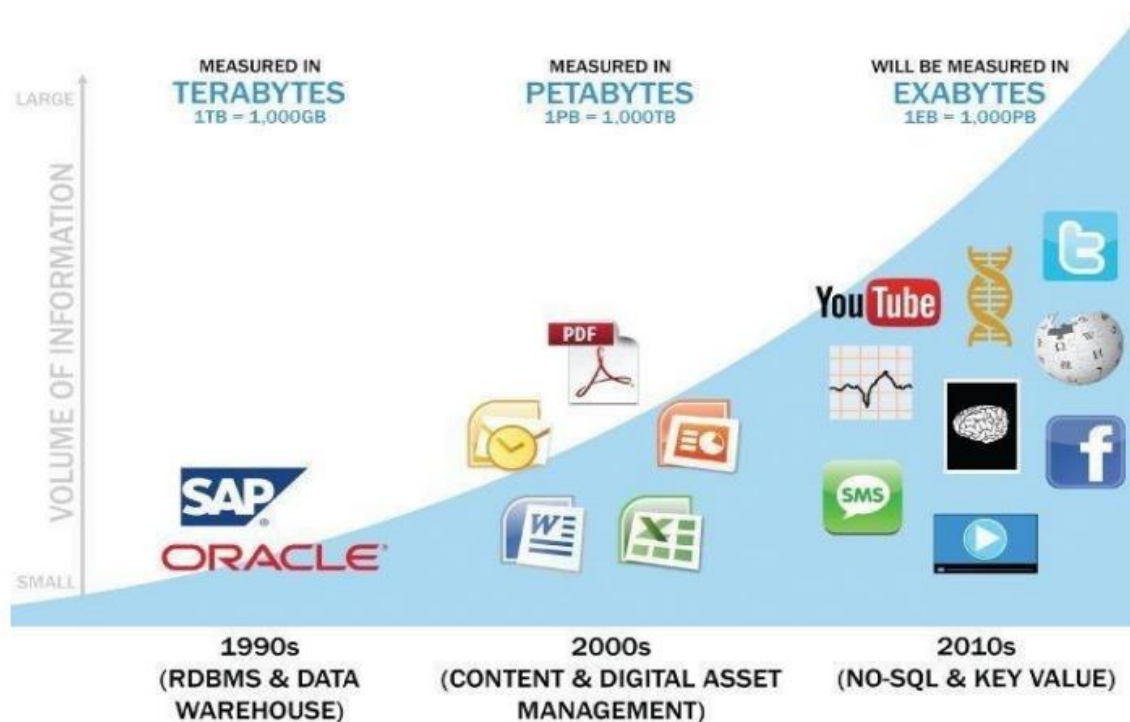 MEASURED IN
TERABYTES
1TB = 1,000GB
MEASURED IN
PETABYTES
1PB = 1,000TB
WILL BE MEASURED IN
EXABYTES
1EB = 1,000PB
LARGE
VOLUME OF INFORMATION
SMALL
SAP®
ORACLE
PDF
W
X
YouTube
SMS
t
f
Ω W
И
1990s
(RDBMS & DATA
WAREHOUSE)
2000s
(CONTENT & DIGITAL ASSET
MANAGEMENT)
2010s
(NO-SQL & KEY VALUE)